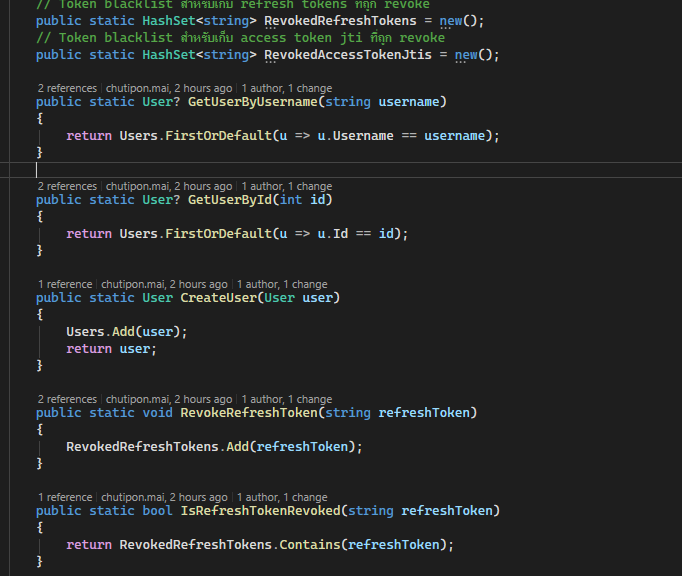 // Token blacklist สำหรับเก็บ refresh tokens ที่ถูก revoke
public static HashSet<string> RevokedRefreshTokens = new();
// Token blacklist สำหรับเก็บ access token jti ที่ถูก revoke
public static HashSet<string> RevokedAccessTokenJtis = new();
2 references | chutipon.mai, 2 hours ago | 1 author, 1 change
public static User? GetUserByUsername(string username)
{
return Users.FirstOrDefault(u => u.Username == username);
}
2 references | chutipon.mai, 2 hours ago | 1 author, 1 change
public static User? GetUserById(int id)
{
return Users.FirstOrDefault(u => u.Id == id);
}
1 reference | chutipon.mai, 2 hours ago | 1 author, 1 change
public static User CreateUser(User user)
{
Users.Add(user);
return user;
}
2 references | chutipon.mai, 2 hours ago | 1 author, 1 change
public static void RevokeRefreshToken(string refreshToken)
{
RevokedRefreshTokens.Add(refreshToken);
}
1 reference | chutipon.mai, 2 hours ago | 1 author, 1 change
public static bool IsRefreshTokenRevoked(string refreshToken)
{
return RevokedRefreshTokens.Contains(refreshToken);
}